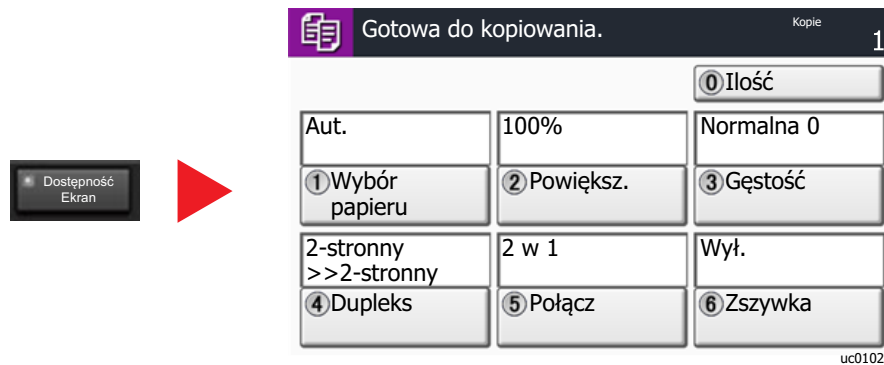 Gotowa do kopiowania.
Kopie
1
0 Ilość
Aut.
100%
Normalna 0
1 Wybór
papieru
2 Powiększ.
3 Gęstość
Dostępność
Ekran
2-stronny
>>2-stronny
2 w 1
Wył.
4 Dupleks
5 Połącz
6 Zszywka
uc0102